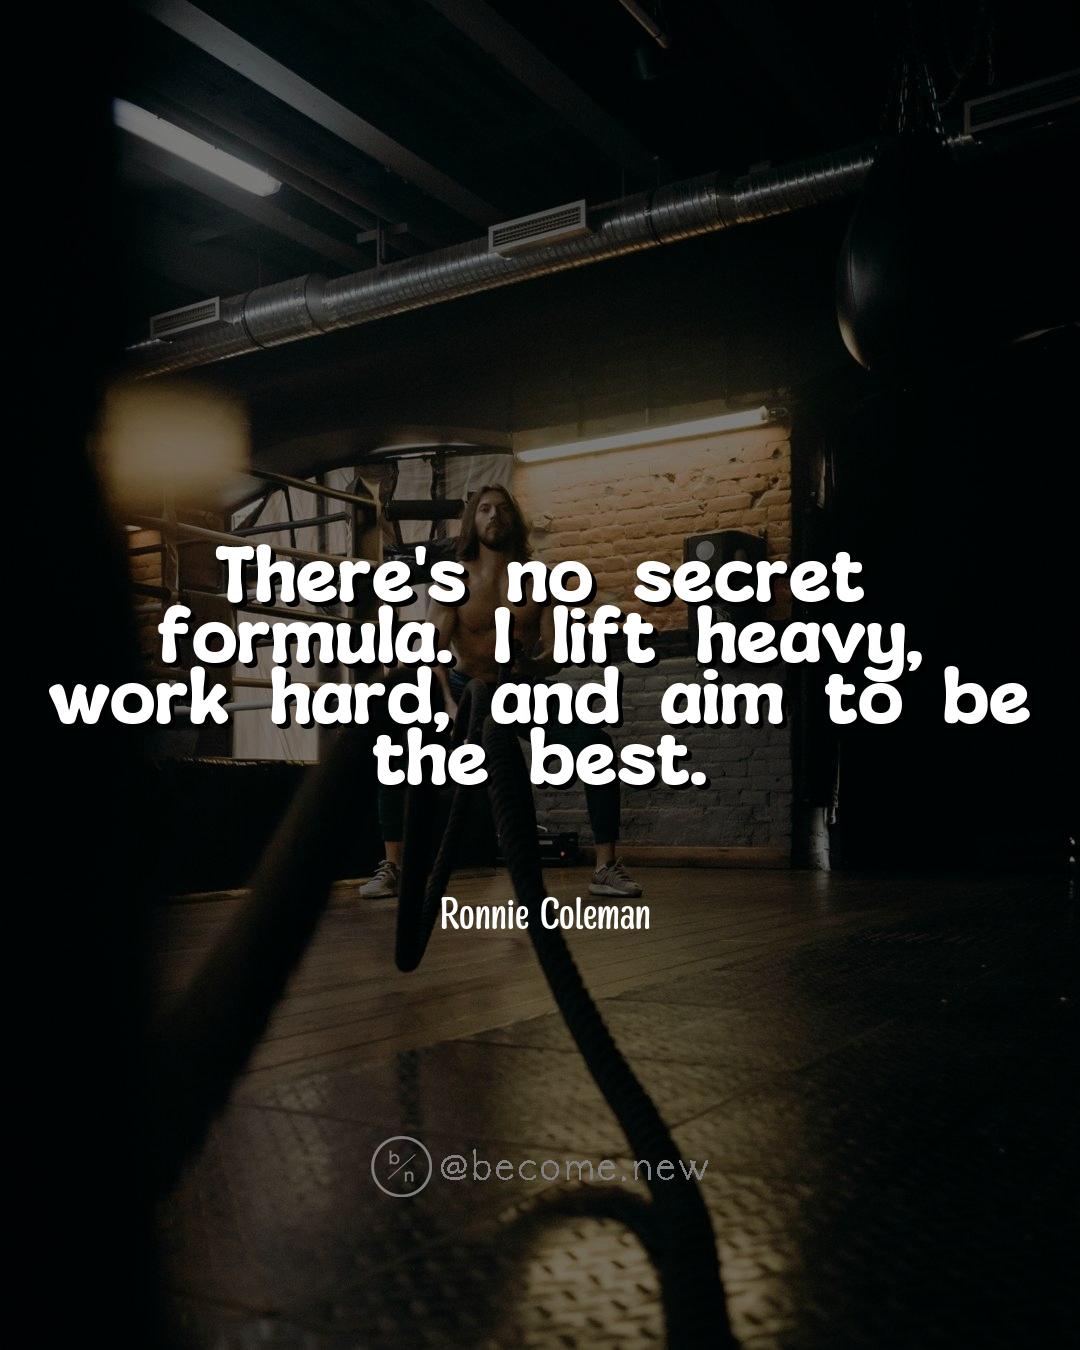 There's no secret
formula. I lift heavy,
work hard, and aim to be
the best.
Ronnie Coleman
b/n @become.new